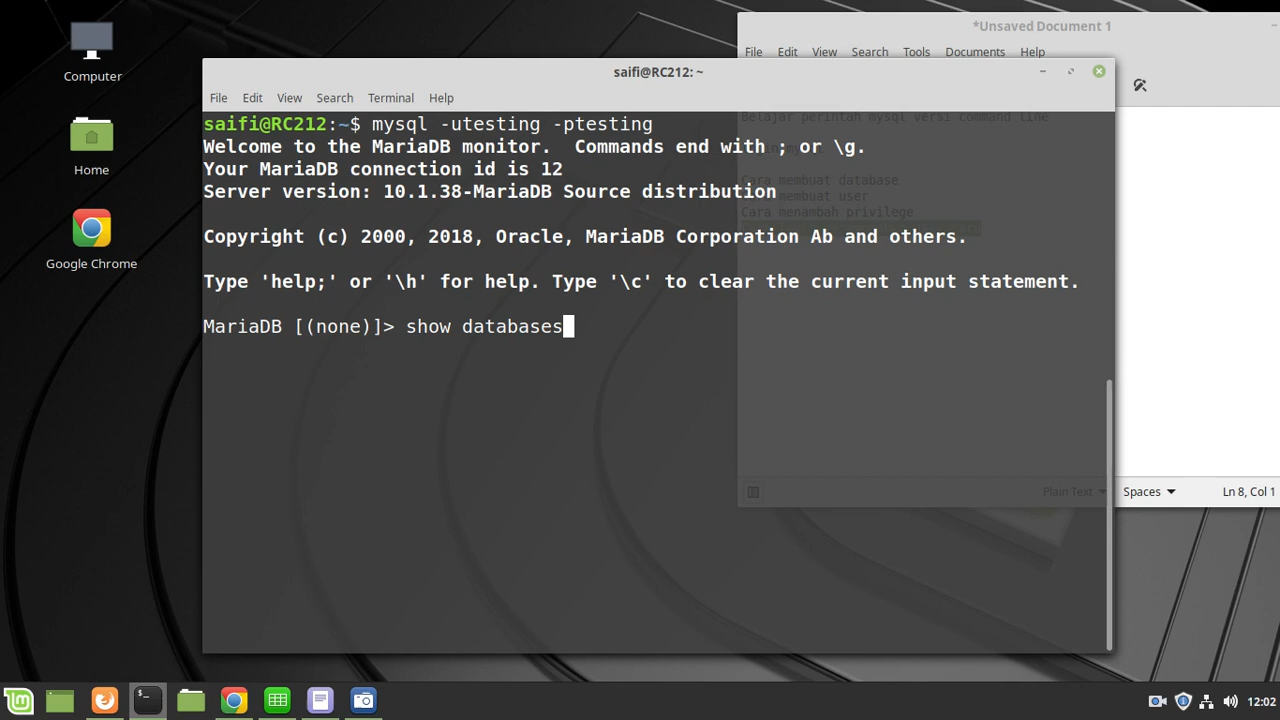 Computer
Home
Google Chrome
*Unsaved Document 1
File Edit View Search Tools Documents Help
saifi@RC212: ~
File Edit View Search Terminal Help
saifi@RC212:~$ mysql -utesting -ptesting
Welcome to the MariaDB monitor.  Commands end with ; or \g.
Your MariaDB connection id is 12
Server version: 10.1.38-MariaDB Source distribution
Copyright (c) 2000, 2018, Oracle, MariaDB Corporation Ab and others.
Type 'help;' or '\h' for help. Type '\c' to clear the current input statement.
MariaDB [(none)]> show databases
Belajar perintah mysql versi command line
Cara membuat database
Cara membuat user
Cara menambah privilege
Plain Text Spaces Ln 8, Col 1
12:02